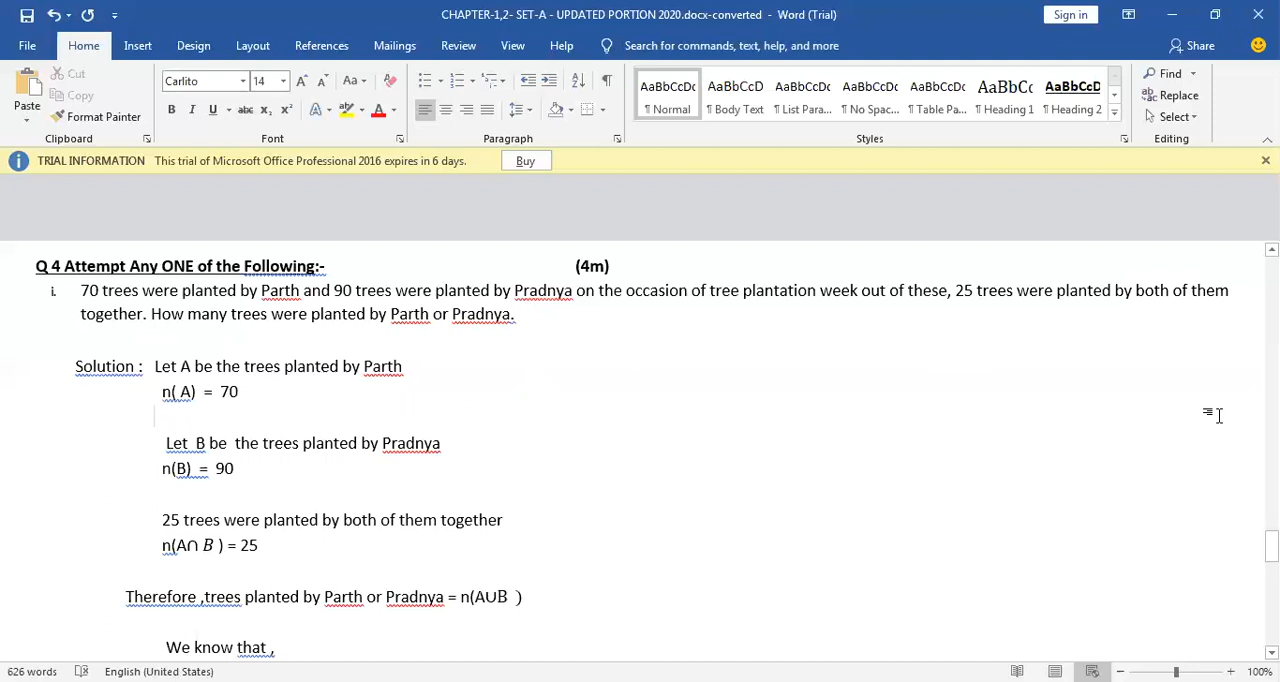 CHAPTER-1,2- SET-A - UPDATED PORTION 2020.docx-converted - Word (Trial)
Sign in
File Home Insert Design Layout References Mailings Review View Help Search for commands, text, help, and more Share
Paste
Cut
Copy
Format Painter
Clipboard
Carlito 14
Font
Paragraph
AaBbCcDc AaBbCcD AaBbCcDc AaBbCcDc AaBbCcDc AaBbCc AaBbCcD
¶ Normal ¶ Body Text ¶ List Para... ¶ No Spac... ¶ Table Pa... ¶ Heading 1 ¶ Heading 2
Styles
Find
Replace
Select
Editing
TRIAL INFORMATION This trial of Microsoft Office Professional 2016 expires in 6 days. Buy
Q 4 Attempt Any ONE of the Following:- (4m)
i. 70 trees were planted by Parth and 90 trees were planted by Pradnya on the occasion of tree plantation week out of these, 25 trees were planted by both of them
together. How many trees were planted by Parth or Pradnya.
Solution : Let A be the trees planted by Parth
n( A) = 70
Let B be the trees planted by Pradnya
n(B) = 90
25 trees were planted by both of them together
n(A∩ B ) = 25
Therefore ,trees planted by Parth or Pradnya = n(A∪B )
We know that ,
626 words English (United States) 100%